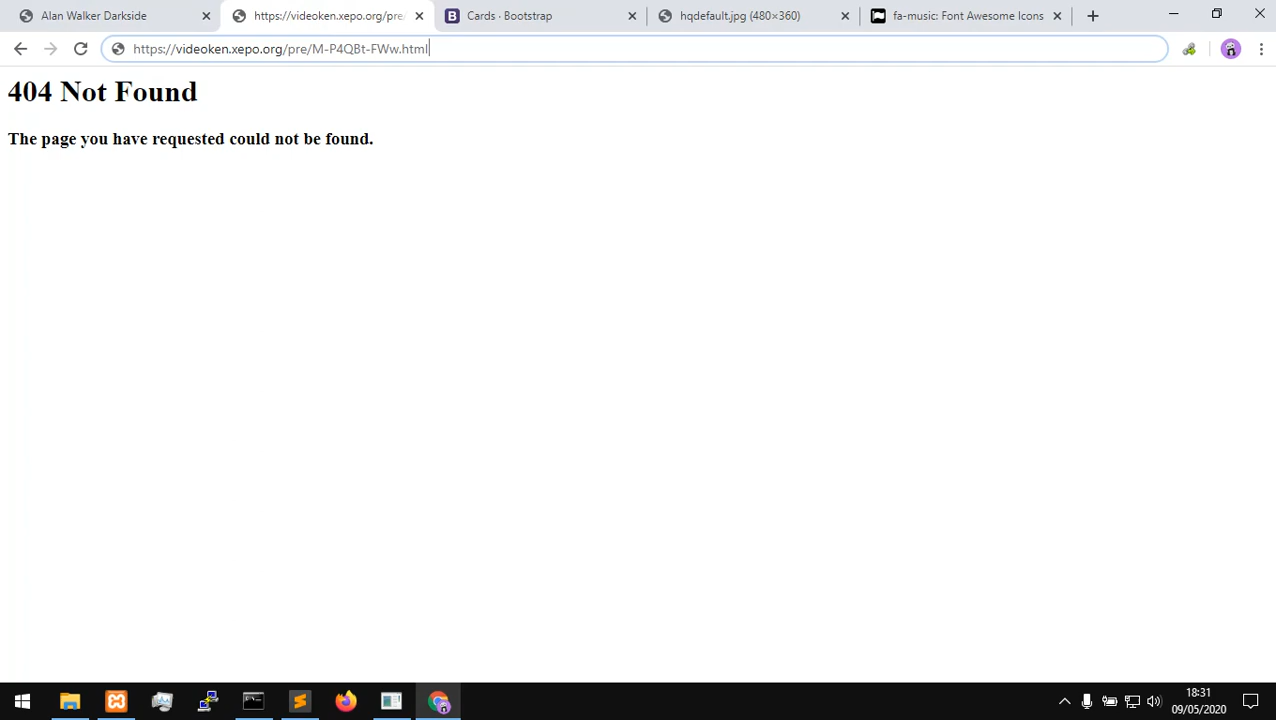 Alan Walker Darkside
https://videoken.xepo.org/pre
Cards · Bootstrap
hqdefault.jpg (480×360)
fa-music: Font Awesome Icons
https://videoken.xepo.org/pre/M-P4QBt-FWw.html
404 Not Found
The page you have requested could not be found.
18:31
09/05/2020